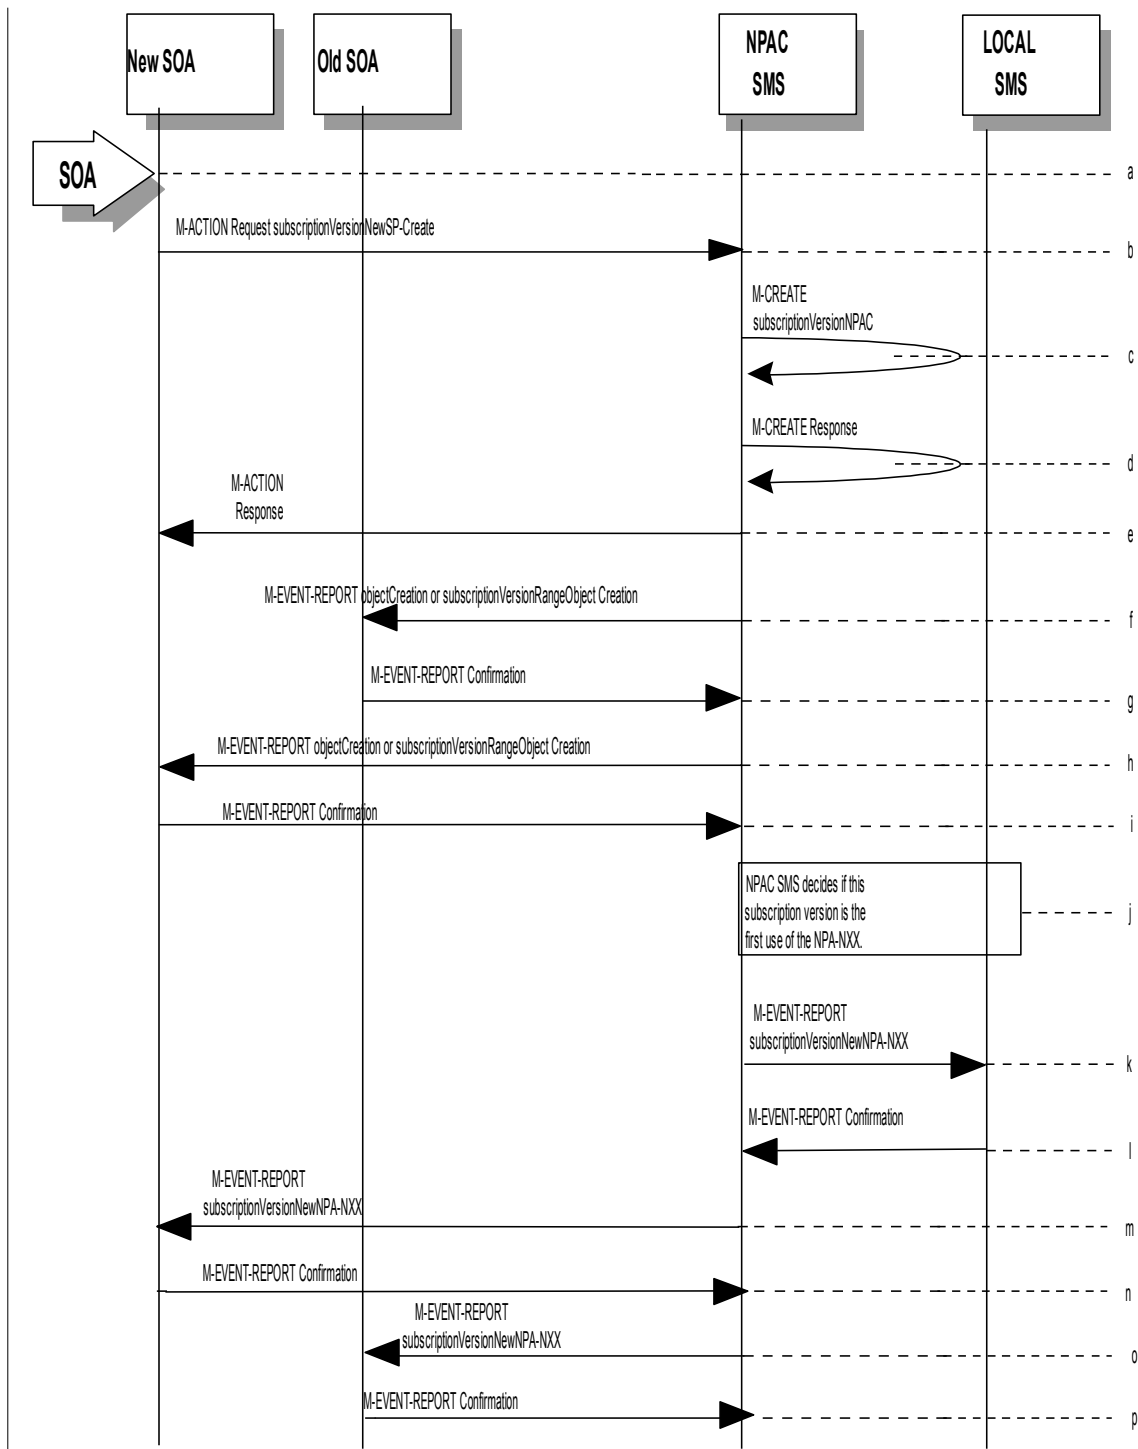 New SOA
Old SOA
NPAC
SMS
LOCAL
SMS
SOA
a
M-ACTION Request subscriptionVersionNewSP-Create
b
M-CREATE
subscriptionVersionNPAC
c
M-CREATE Response
d
M-ACTION
Response
e
M-EVENT-REPORT objectCreation or subscriptionVersionRangeObject Creation
f
M-EVENT-REPORT Confirmation
g
M-EVENT-REPORT objectCreation or subscriptionVersionRangeObject Creation
h
M-EVENT-REPORT Confirmation
i
NPAC SMS decides if this
subscription version is the
first use of the NPA-NXX.
j
M-EVENT-REPORT
subscriptionVersionNewNPA-NXX
k
M-EVENT-REPORT Confirmation
l
M-EVENT-REPORT
subscriptionVersionNewNPA-NXX
m
M-EVENT-REPORT Confirmation
n
M-EVENT-REPORT
subscriptionVersionNewNPA-NXX
o
M-EVENT-REPORT Confirmation
p